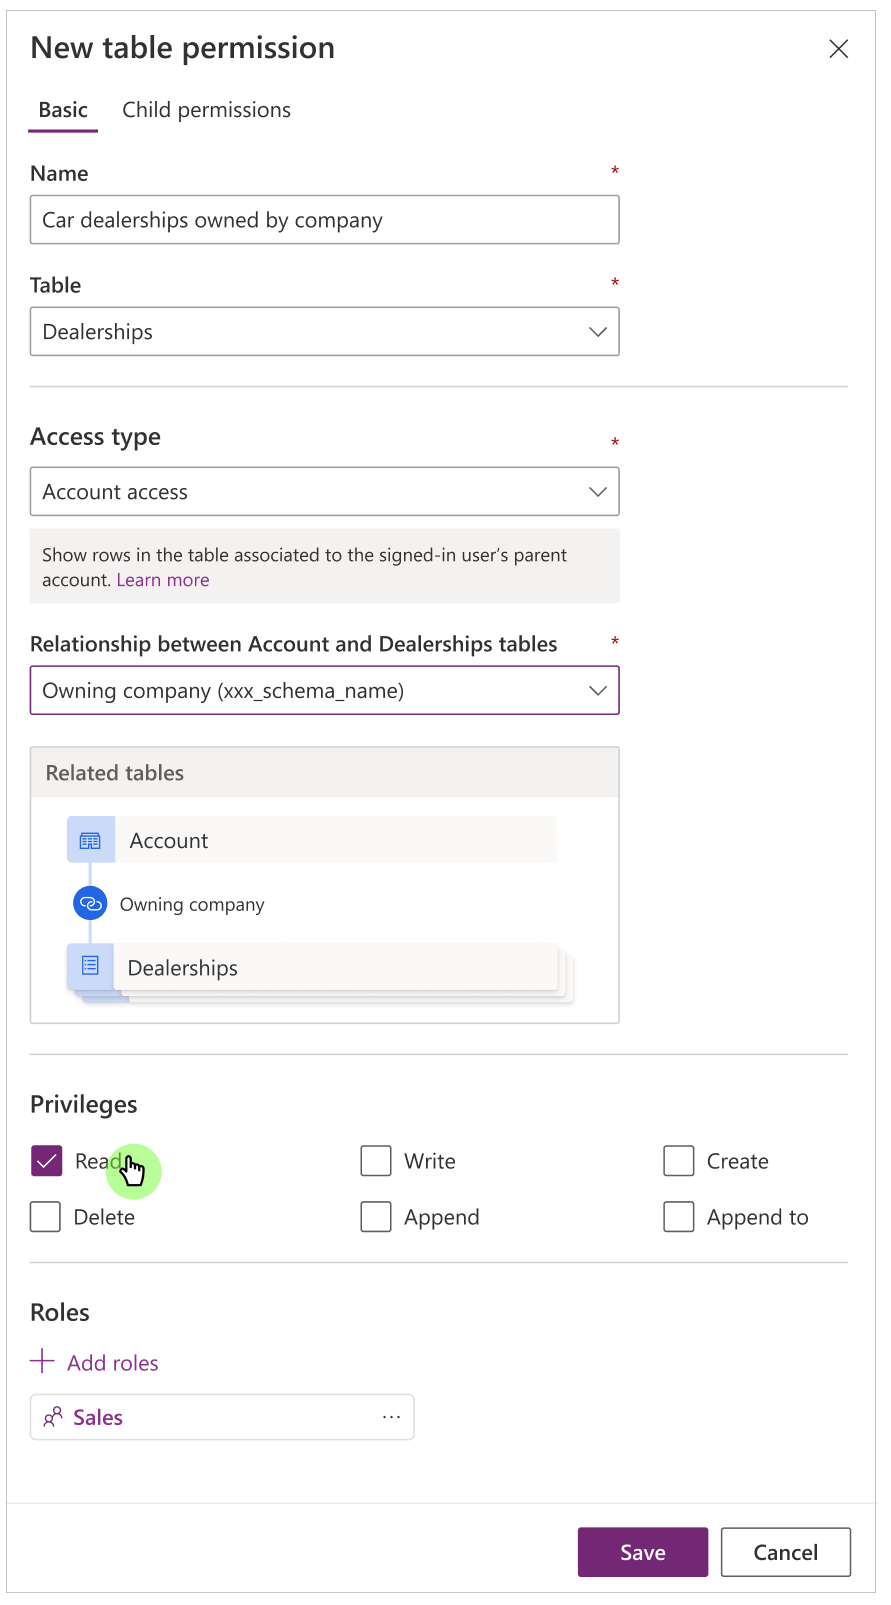 New table permission
Basic Child permissions
Name *
Car dealerships owned by company
Table *
Dealerships
Access type *
Account access
Show rows in the table associated to the signed-in user’s parent
account. Learn more
Relationship between Account and Dealerships tables *
Owning company (xxx_schema_name)
Related tables
Account
Owning company
Dealerships
Privileges
Read Write Create
Delete Append Append to
Roles
Add roles
Sales ...
Save Cancel